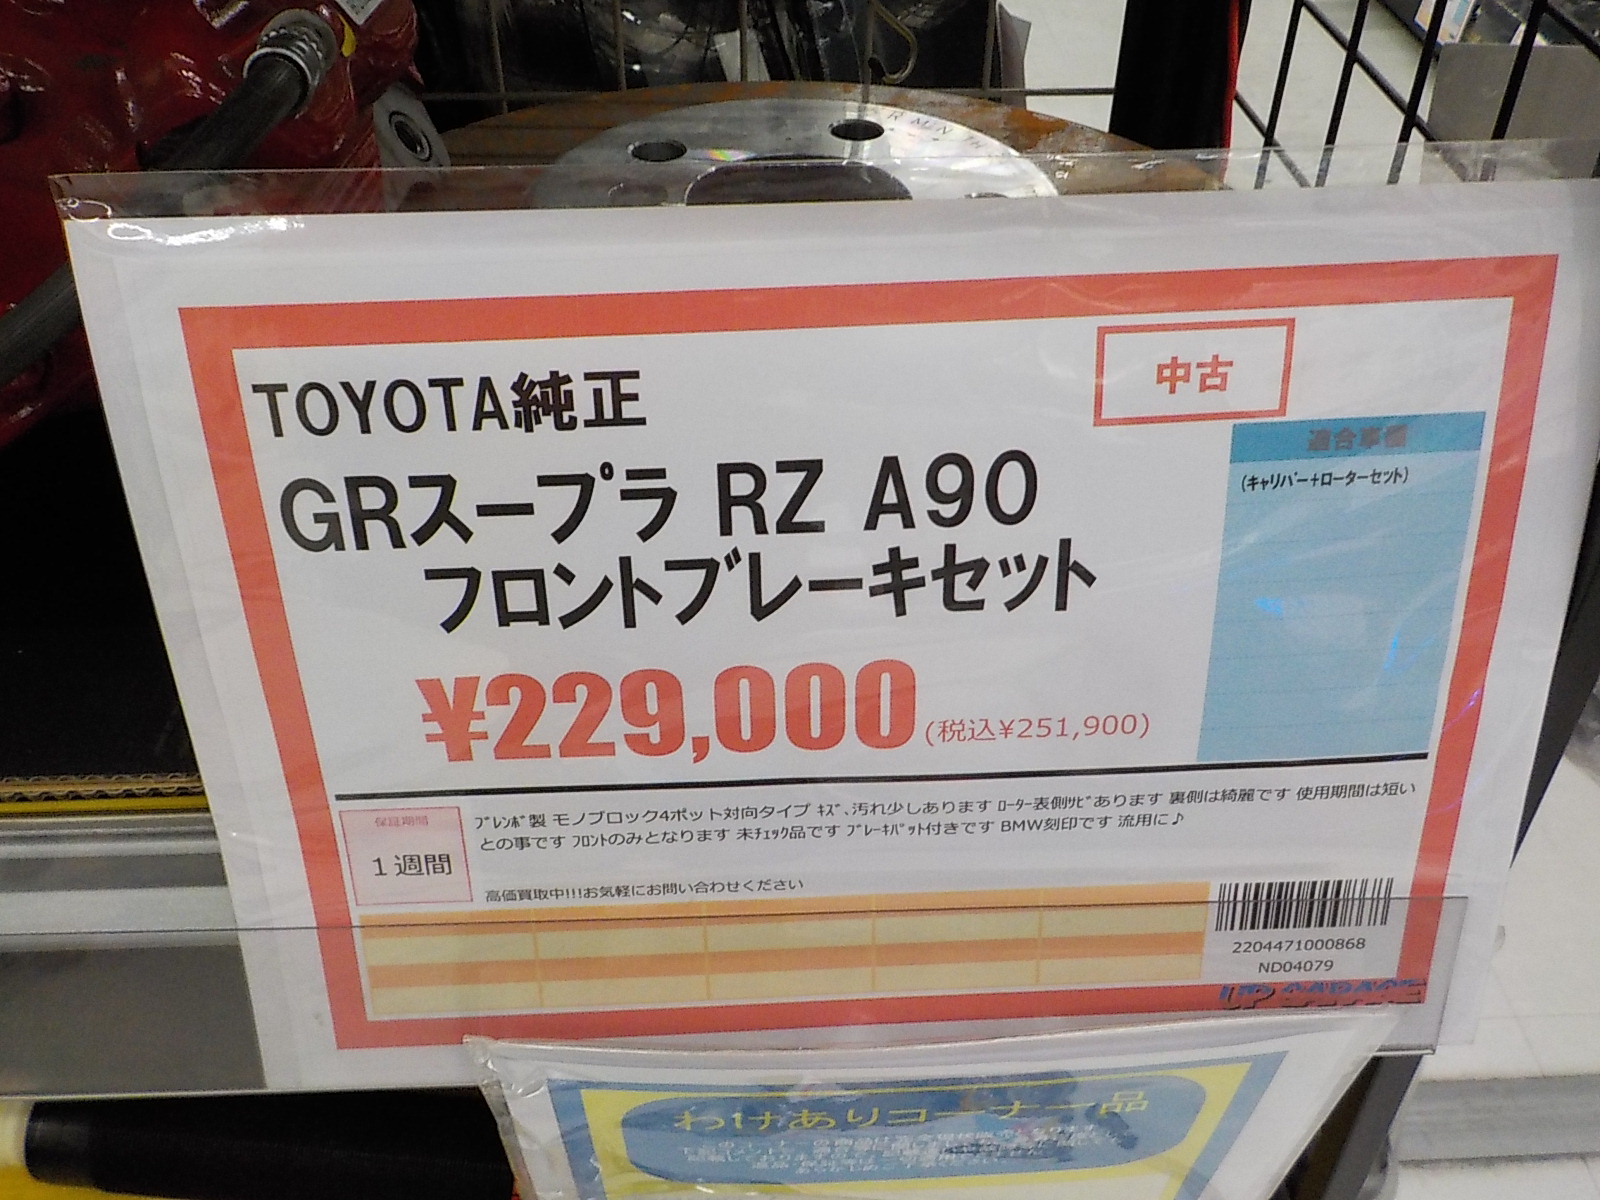 中古
TOYOTA純正
GRスープラ RZ A90
フロントブレーキセット
適合車種
(キャリパー+ローターセット)
¥229,000(税込¥251,900)
保証期間
1週間
ブレンボ製 モノブロック4ポット対向タイプ キズ、汚れ少しあります ローター表側サビあります 裏側は綺麗です 使用期間は短い
との事です フロントのみとなります 未チェック品です ブレーキパット付きです BMW刻印です 流用に♪
高価買取中!!!お気軽にお問い合わせください
2204471000868
ND04079
UP GARAGE
わけありコーナー品